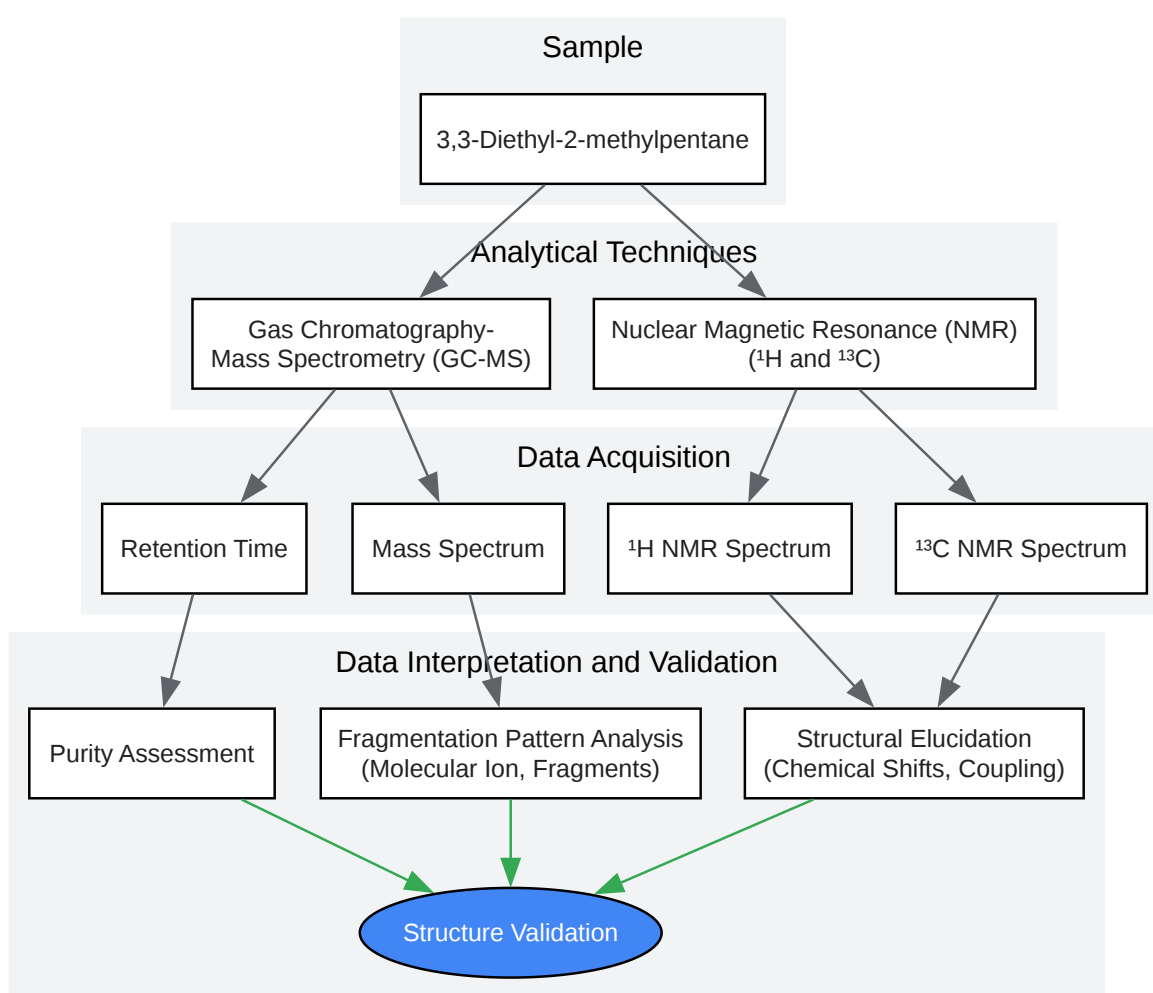 Sample
3,3-Diethyl-2-methylpentane
Analytical Techniques
Gas Chromatography-
Mass Spectrometry (GC-MS)
Nuclear Magnetic Resonance (NMR)
(¹H and ¹³C)
Data Acquisition
Retention Time
Mass Spectrum
¹H NMR Spectrum
¹³C NMR Spectrum
Data Interpretation and Validation
Purity Assessment
Fragmentation Pattern Analysis
(Molecular Ion, Fragments)
Structural Elucidation
(Chemical Shifts, Coupling)
Structure Validation